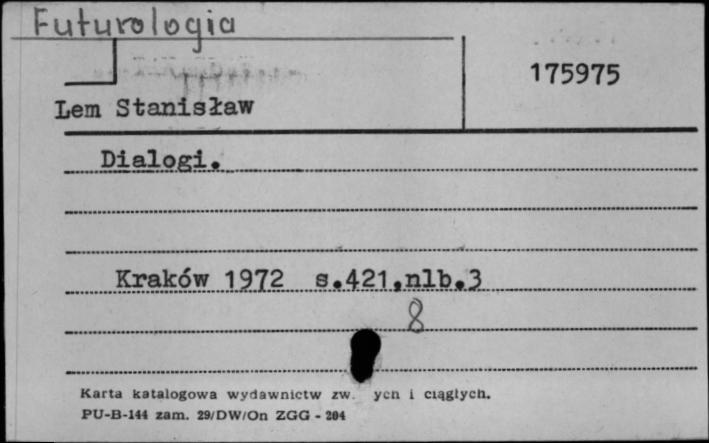 Futurologia
175975
Lem Stanisław
Dialogi.
Kraków 1972 s.421,nlb.3
8
Karta katalogowa wydawnictw zw. ych i ciągłych.
PU-B-144 zam. 29/DW/On ZGG - 204